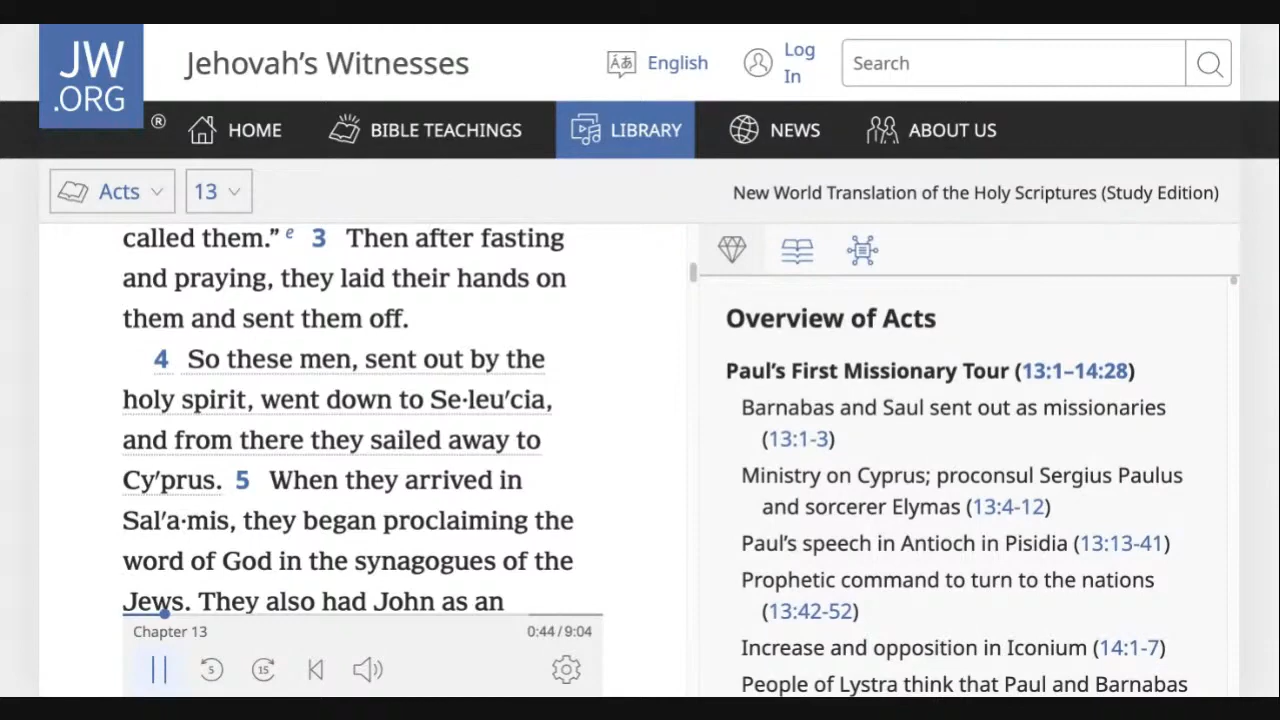 JW
.ORG
®
Jehovah's Witnesses
English
Log
In
Search
HOME
BIBLE TEACHINGS
LIBRARY
NEWS
ABOUT US
Acts
13
New World Translation of the Holy Scriptures (Study Edition)
called them.” e 3 Then after fasting
and praying, they laid their hands on
them and sent them off.
4 So these men, sent out by the
holy spirit, went down to Se·leuʹcia,
and from there they sailed away to
Cyʹprus. 5 When they arrived in
Salʹa·mis, they began proclaiming the
word of God in the synagogues of the
Jews. They also had John as an
Chapter 13
0:44/9:04
5
15
Overview of Acts
Paul’s First Missionary Tour (13:1–14:28)
Barnabas and Saul sent out as missionaries
(13:1-3)
Ministry on Cyprus; proconsul Sergius Paulus
and sorcerer Elymas (13:4-12)
Paul’s speech in Antioch in Pisidia (13:13-41)
Prophetic command to turn to the nations
(13:42-52)
Increase and opposition in Iconium (14:1-7)
People of Lystra think that Paul and Barnabas